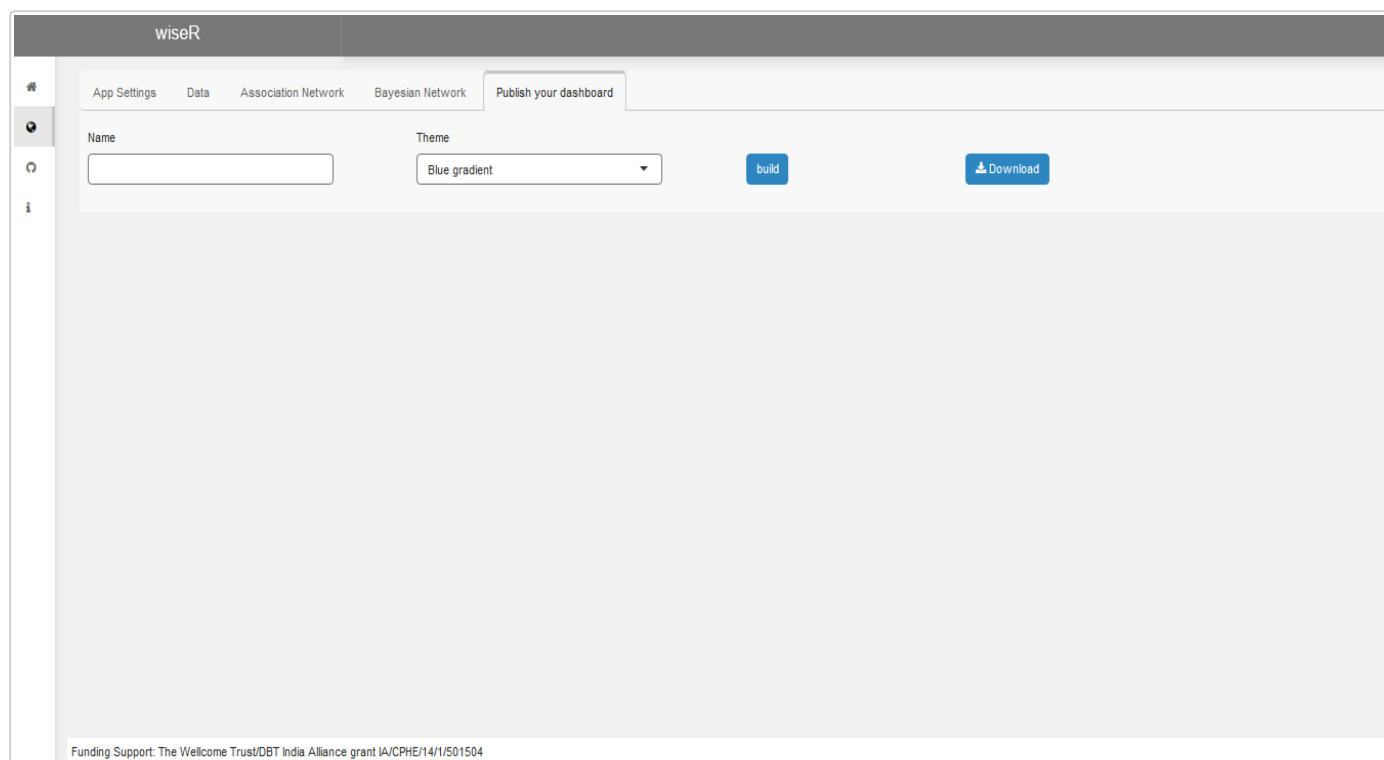 wiseR
App Settings Data Association Network Bayesian Network Publish your dashboard
Name Theme
Blue gradient build Download
Funding Support: The Wellcome Trust/DBT India Alliance grant IA/CPHE/14/1/501504